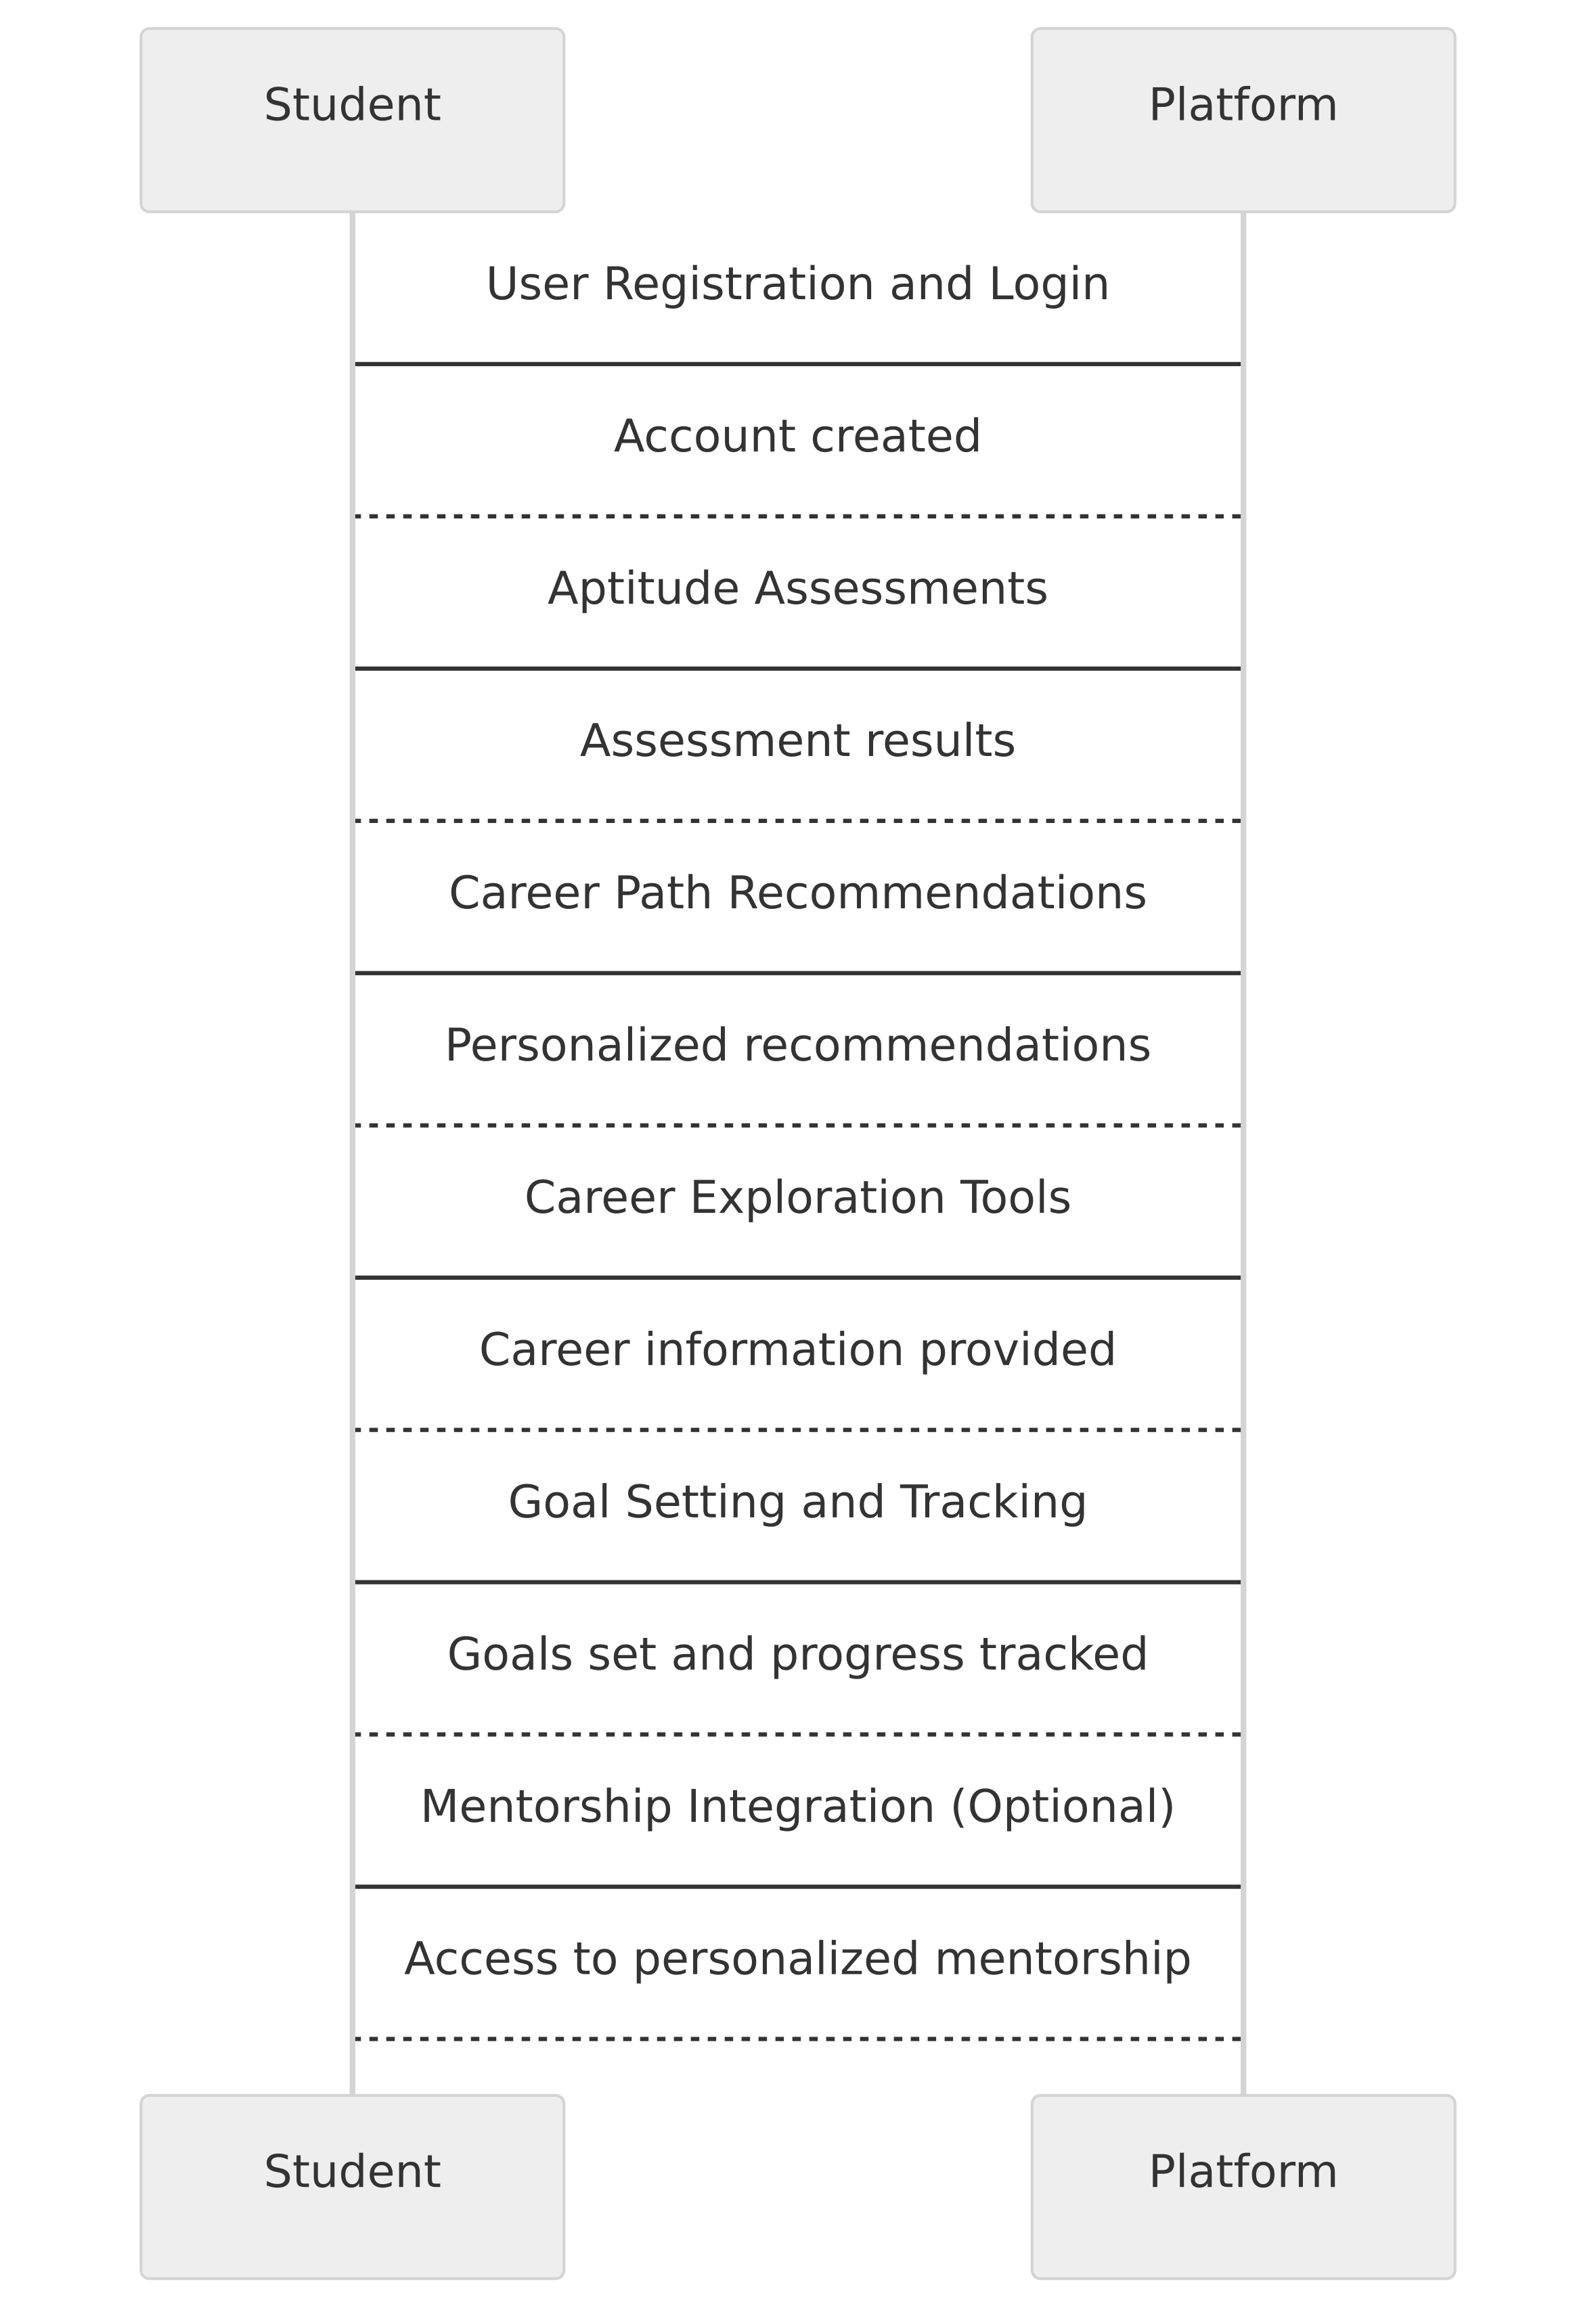 Student
Platform
User Registration and Login
Account created
Aptitude Assessments
Assessment results
Career Path Recommendations
Personalized recommendations
Career Exploration Tools
Career information provided
Goal Setting and Tracking
Goals set and progress tracked
Mentorship Integration (Optional)
Access to personalized mentorship
Student
Platform